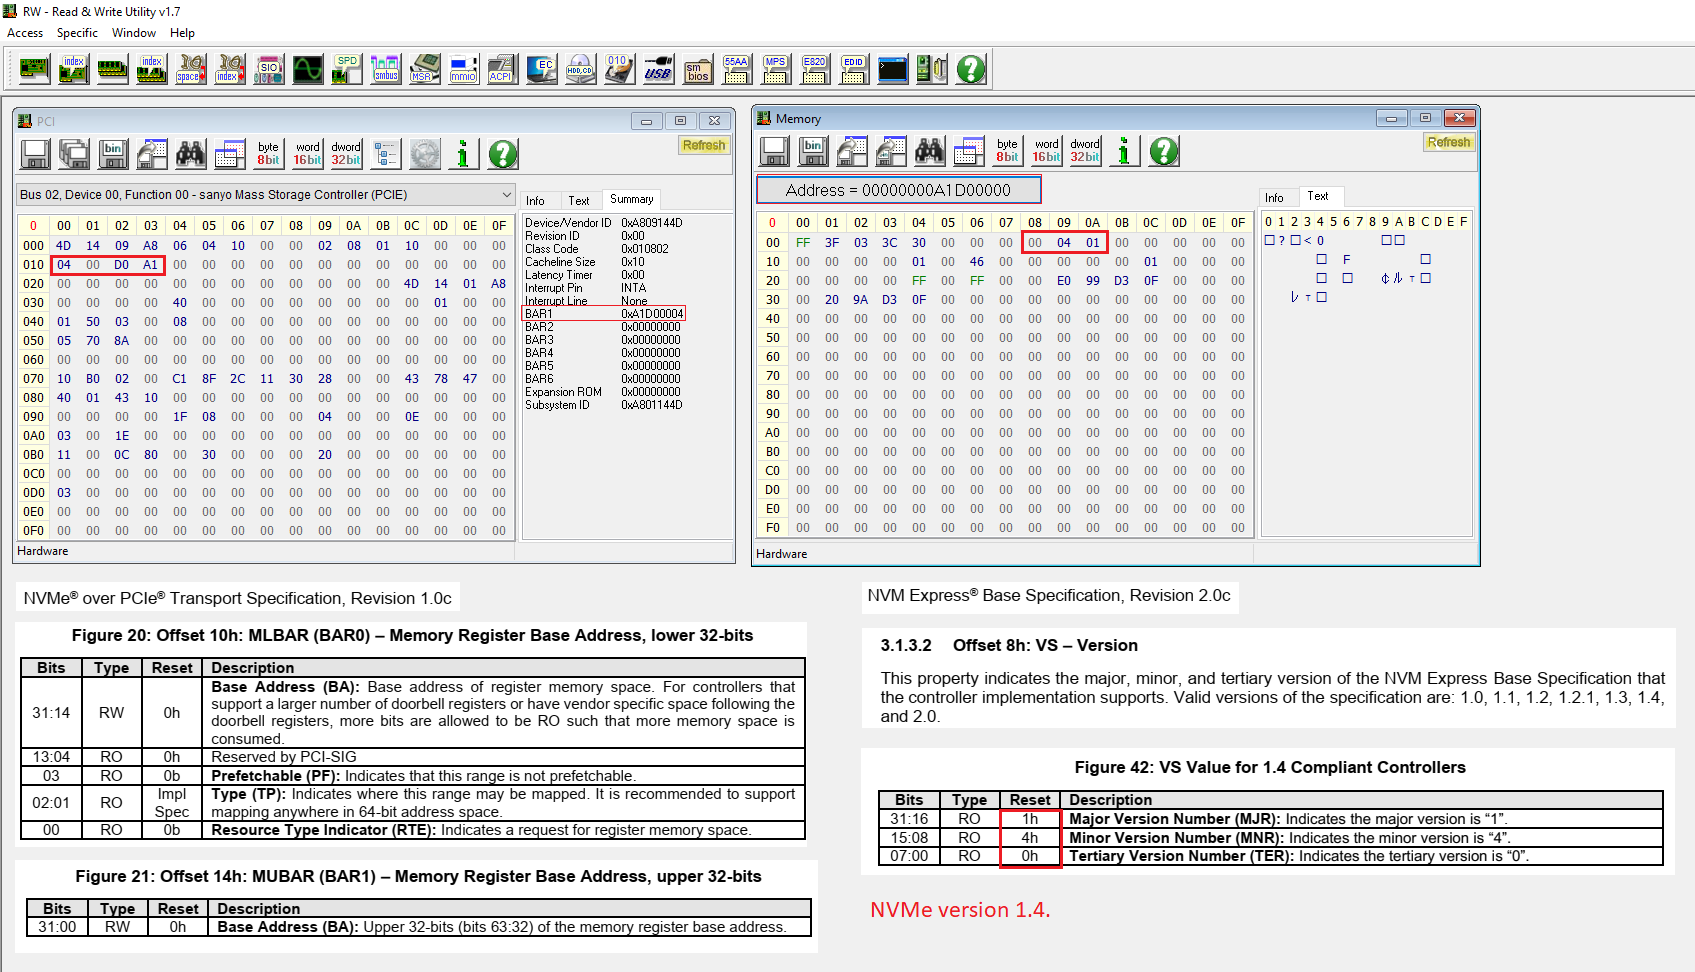 RW - Read & Write Utility v1.7
Access Specific Window Help
index index space index SIO SPD smbus MSR mmio ACPI EC HDD,CD 010 USB sm bios 55AA MPS E820 EDID
PCI
bin byte 8bit word 16bit dword 32bit Refresh
Bus 02, Device 00, Function 00 - sanyo Mass Storage Controller (PCIE)
Info Text Summary
0 00 01 02 03 04 05 06 07 08 09 0A 0B 0C 0D 0E 0F
000 4D 14 09 A8 06 04 10 00 00 02 08 01 10 00 00 00
010 04 00 D0 A1 00 00 00 00 00 00 00 00 00 00 00 00
020 00 00 00 00 00 00 00 00 00 00 00 00 4D 14 01 A8
030 00 00 00 00 40 00 00 00 00 00 00 00 00 01 00 00
040 01 50 03 00 08 00 00 00 00 00 00 00 00 00 00 00
050 05 70 8A 00 00 00 00 00 00 00 00 00 00 00 00 00
060 00 00 00 00 00 00 00 00 00 00 00 00 00 00 00 00
070 10 B0 02 00 C1 8F 2C 11 30 28 00 00 43 78 47 00
080 40 01 43 10 00 00 00 00 00 00 00 00 00 00 00 00
090 00 00 00 00 1F 08 00 00 00 04 00 00 0E 00 00 00
0A0 03 00 1E 00 00 00 00 00 00 00 00 00 00 00 00 00
0B0 11 00 0C 80 00 30 00 00 00 20 00 00 00 00 00 00
0C0 00 00 00 00 00 00 00 00 00 00 00 00 00 00 00 00
0D0 03 00 00 00 00 00 00 00 00 00 00 00 00 00 00 00
0E0 00 00 00 00 00 00 00 00 00 00 00 00 00 00 00 00
0F0 00 00 00 00 00 00 00 00 00 00 00 00 00 00 00 00
Device/Vendor ID 0xA809144D
Revision ID 0x00
Class Code 0x010802
Cacheline Size 0x10
Latency Timer 0x00
Interrupt Pin INTA
Interrupt Line None
BAR1 0xA1D00004
BAR2 0x00000000
BAR3 0x00000000
BAR4 0x00000000
BAR5 0x00000000
BAR6 0x00000000
Expansion ROM 0x00000000
Subsystem ID 0xA801144D
Hardware
Memory
bin byte 8bit word 16bit dword 32bit Refresh
Address = 00000000A1D00000
Info Text
0 00 01 02 03 04 05 06 07 08 09 0A 0B 0C 0D 0E 0F
00 FF 3F 03 3C 30 00 00 00 00 04 01 00 00 00 00 00
10 00 00 00 00 01 00 46 00 00 00 00 00 01 00 00 00
20 00 00 00 00 FF 00 FF 00 00 E0 99 D3 0F 00 00 00
30 00 20 9A D3 0F 00 00 00 00 00 00 00 00 00 00 00
40 00 00 00 00 00 00 00 00 00 00 00 00 00 00 00 00
50 00 00 00 00 00 00 00 00 00 00 00 00 00 00 00 00
60 00 00 00 00 00 00 00 00 00 00 00 00 00 00 00 00
70 00 00 00 00 00 00 00 00 00 00 00 00 00 00 00 00
80 00 00 00 00 00 00 00 00 00 00 00 00 00 00 00 00
90 00 00 00 00 00 00 00 00 00 00 00 00 00 00 00 00
A0 00 00 00 00 00 00 00 00 00 00 00 00 00 00 00 00
B0 00 00 00 00 00 00 00 00 00 00 00 00 00 00 00 00
C0 00 00 00 00 00 00 00 00 00 00 00 00 00 00 00 00
D0 00 00 00 00 00 00 00 00 00 00 00 00 00 00 00 00
E0 00 00 00 00 00 00 00 00 00 00 00 00 00 00 00 00
F0 00 00 00 00 00 00 00 00 00 00 00 00 00 00 00 00
0 1 2 3 4 5 6 7 8 9 A B C D E F
□ ? □ < 0 □ □
□ F □
□ □ ¢ ル т □
レ т □
Hardware
NVMe® over PCIe® Transport Specification, Revision 1.0c
Figure 20: Offset 10h: MLBAR (BAR0) – Memory Register Base Address, lower 32-bits
Bits Type Reset Description
31:14 RW 0h Base Address (BA): Base address of register memory space. For controllers that
support a larger number of doorbell registers or have vendor specific space following the
doorbell registers, more bits are allowed to be RO such that more memory space is
consumed.
13:04 RO 0h Reserved by PCI-SIG
03 RO 0b Prefetchable (PF): Indicates that this range is not prefetchable.
02:01 RO Impl Spec Type (TP): Indicates where this range may be mapped. It is recommended to support
mapping anywhere in 64-bit address space.
00 RO 0b Resource Type Indicator (RTE): Indicates a request for register memory space.
Figure 21: Offset 14h: MUBAR (BAR1) – Memory Register Base Address, upper 32-bits
Bits Type Reset Description
31:00 RW 0h Base Address (BA): Upper 32-bits (bits 63:32) of the memory register base address.
NVM Express® Base Specification, Revision 2.0c
3.1.3.2 Offset 8h: VS – Version
This property indicates the major, minor, and tertiary version of the NVM Express Base Specification that
the controller implementation supports. Valid versions of the specification are: 1.0, 1.1, 1.2, 1.2.1, 1.3, 1.4,
and 2.0.
Figure 42: VS Value for 1.4 Compliant Controllers
Bits Type Reset Description
31:16 RO 1h Major Version Number (MJR): Indicates the major version is “1”.
15:08 RO 4h Minor Version Number (MNR): Indicates the minor version is “4”.
07:00 RO 0h Tertiary Version Number (TER): Indicates the tertiary version is “0”.
NVMe version 1.4.